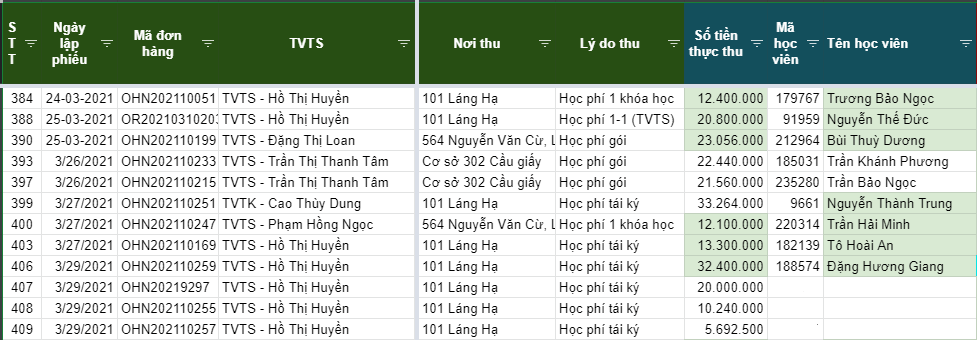 STT Ngày lập phiếu Mã đơn hàng TVTS Nơi thu Lý do thu Số tiền thực thu Mã học viên Tên học viên
384 24-03-2021 OHN202110051 TVTS - Hồ Thị Huyền 101 Láng Hạ Học phí 1 khóa học 12.400.000 179767 Trương Bảo Ngọc
388 25-03-2021 OR2021031020 TVTS - Hồ Thị Huyền 101 Láng Hạ Học phí 1-1 (TVTS) 20.800.000 91959 Nguyễn Thế Đức
390 25-03-2021 OHN202110199 TVTS - Đặng Thị Loan 564 Nguyễn Văn Cừ, L Học phí gói 23.056.000 212964 Bùi Thuỳ Dương
393 3/26/2021 OHN202110233 TVTS - Trần Thị Thanh Tâm Cơ sở 302 Cầu giấy Học phí gói 22.440.000 185031 Trần Khánh Phương
397 3/26/2021 OHN202110215 TVTS - Trần Thị Thanh Tâm Cơ sở 302 Cầu giấy Học phí gói 21.560.000 235280 Trần Bảo Ngọc
399 3/27/2021 OHN202110251 TVTK - Cao Thùy Dung 101 Láng Hạ Học phí tái ký 33.264.000 9661 Nguyễn Thành Trung
400 3/27/2021 OHN202110247 TVTS - Phạm Hồng Ngọc 564 Nguyễn Văn Cừ, L Học phí 1 khóa học 12.100.000 220314 Trần Hải Minh
403 3/27/2021 OHN202110169 TVTS - Hồ Thị Huyền 101 Láng Hạ Học phí tái ký 13.300.000 182139 Tô Hoài An
406 3/29/2021 OHN202110259 TVTS - Hồ Thị Huyền 101 Láng Hạ Học phí tái ký 32.400.000 188574 Đặng Hương Giang
407 3/29/2021 OHN20219297 TVTS - Hồ Thị Huyền 101 Láng Hạ Học phí tái ký 20.000.000
408 3/29/2021 OHN202110255 TVTS - Hồ Thị Huyền 101 Láng Hạ Học phí tái ký 10.240.000
409 3/29/2021 OHN202110257 TVTS - Hồ Thị Huyền 101 Láng Hạ Học phí tái ký 5.692.500